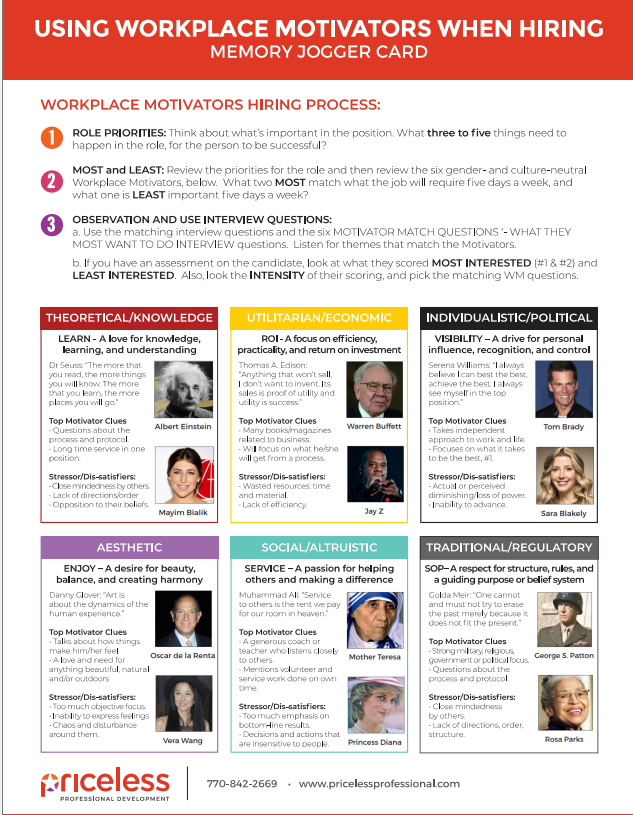 USING WORKPLACE MOTIVATORS WHEN HIRING
MEMORY JOGGER CARD
WORKPLACE MOTIVATORS HIRING PROCESS:
1
ROLE PRIORITIES: Think about what's important in the position. What three to five things need to
happen in the role, for the person to be successful?
2
MOST and LEAST: Review the priorities for the role and then review the six gender- and culture-neutral
Workplace Motivators, below. What two MOST match what the job will require five days a week, and
what one is LEAST important five days a week?
3
OBSERVATION AND USE INTERVIEW QUESTIONS:
a. Use the matching interview questions and the six MOTIVATOR MATCH QUESTIONS '- WHAT THEY
MOST WANT TO DO INTERVIEW questions. Listen for themes that match the Motivators.
b. If you have an assessment on the candidate, look at what they scored MOST INTERESTED (#1 & #2) and
LEAST INTERESTED. Also, look the INTENSITY of their scoring, and pick the matching WM questions.
THEORETICAL/KNOWLEDGE
LEARN - A love for knowledge,
learning, and understanding
Dr Seuss: "The more that
you read, the more things
you will know. The more
that you learn, the more
places you will go."
Top Motivator Clues
- Questions about the
process and protocol.
- Long time service in one
position.
Stressor/Dis-satisfiers:
- Close mindedness by others.
- Lack of directions/order
- Opposition to their beliefs.
Albert Einstein
Mayim Bialik
UTILITARIAN/ECONOMIC
ROI - A focus on efficiency,
practicality, and return on investment
Thomas A. Edison:
"Anything that won't sell,
I don't want to invent. Its
sales is proof of utility and
utility is success."
Top Motivator Clues
- Many books/magazines
related to business.
- Will focus on what he/she
will get from a process.
Stressor/Dis-satisfiers:
- Wasted resources: time
and material.
- Lack of efficiency.
Warren Buffett
Jay Z
INDIVIDUALISTIC/POLITICAL
VISIBILITY – A drive for personal
influence, recognition, and control
Serena Williams: "I always
believe I can best the best,
achieve the best. I always
see myself in the top
position."
Top Motivator Clues
- Takes independent
approach to work and life.
- Focuses on what it takes
to be the best, #1.
Stressor/Dis-satisfiers:
- Actual or perceived
diminishing/loss of power.
- Inability to advance.
Tom Brady
Sara Blakely
AESTHETIC
ENJOY – A desire for beauty,
balance, and creating harmony
Danny Glover: "Art is
about the dynamics of the
human experience."
Top Motivator Clues
- Talks about how things
make him/her feel
- A love and need for
anything beautiful, natural
and/or outdoors
Stressor/Dis-satisfiers:
- Too much objective focus.
- Inability to express feelings
- Chaos and disturbance
around them.
Oscar de la Renta
Vera Wang
SOCIAL/ALTRUISTIC
SERVICE – A passion for helping
others and making a difference
Muhammad Ali: "Service
to others is the rent we pay
for our room in heaven."
Top Motivator Clues
- A generous coach or
teacher who listens closely
to others
- Mentions volunteer and
service work done on own
time.
Stressor/Dis-satisfiers:
- Too much emphasis on
bottom-line results.
- Decisions and actions that
are insensitive to people.
Mother Teresa
Princess Diana
TRADITIONAL/REGULATORY
SOP–A respect for structure, rules, and
a guiding purpose or belief system
Golda Meir: "One cannot
and must not try to erase
the past merely because it
does not fit the present."
Top Motivator Clues
- Strong military, religious,
government or political focus.
- Questions about the
process and protocol.
Stressor/Dis-satisfiers:
- Close mindedness
by others.
- Lack of directions, order,
structure.
George S. Patton
Rosa Parks
priceless
PROFESSIONAL DEVELOPMENT
770-842-2669 · www.pricelessprofessional.com